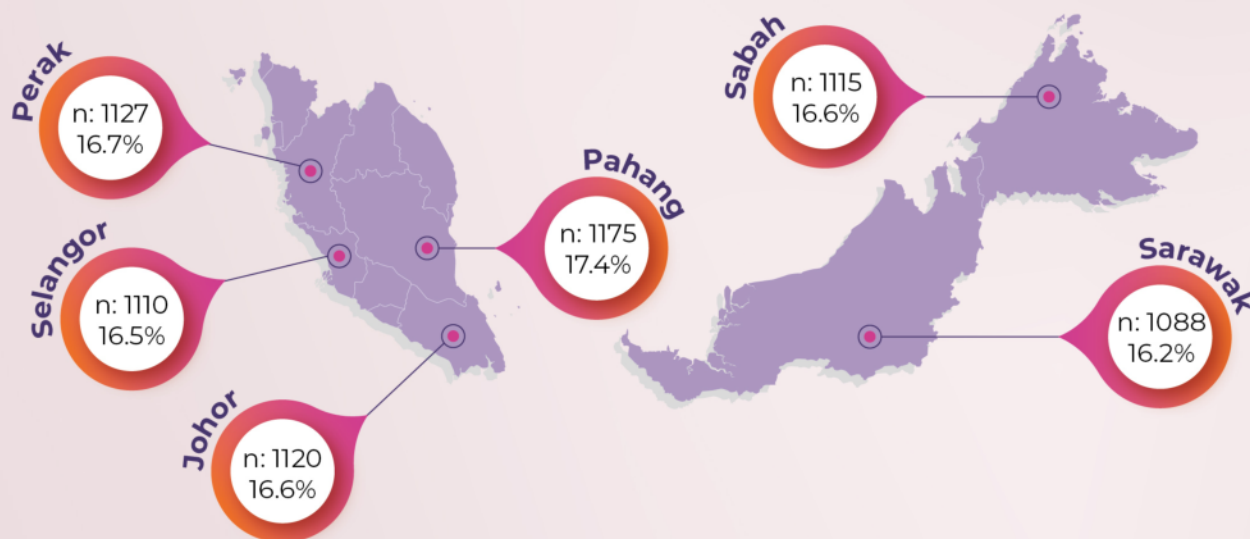 Perak
n: 1127
16.7%
Selangor
n: 1110
16.5%
Johor
n: 1120
16.6%
Pahang
n: 1175
17.4%
Sabah
n: 1115
16.6%
Sarawak
n: 1088
16.2%